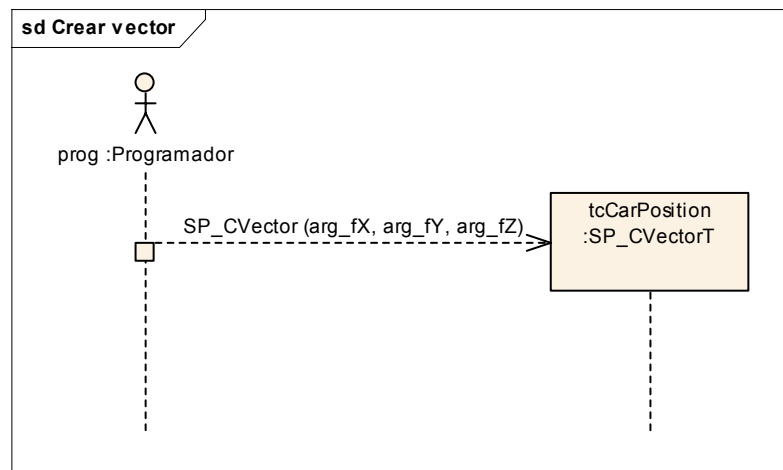 sd Crear vector
prog :Programador
SP_CVector (arg_fX, arg_fY, arg_fZ)
tcCarPosition
:SP_CVectorT